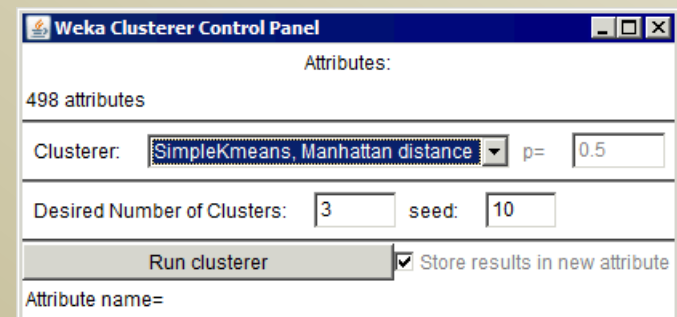 Weka Clusterer Control Panel
Attributes:
498 attributes
Clusterer: SimpleKmeans, Manhattan distance p= 0.5
Desired Number of Clusters: 3 seed: 10
Run clusterer Store results in new attribute
Attribute name=